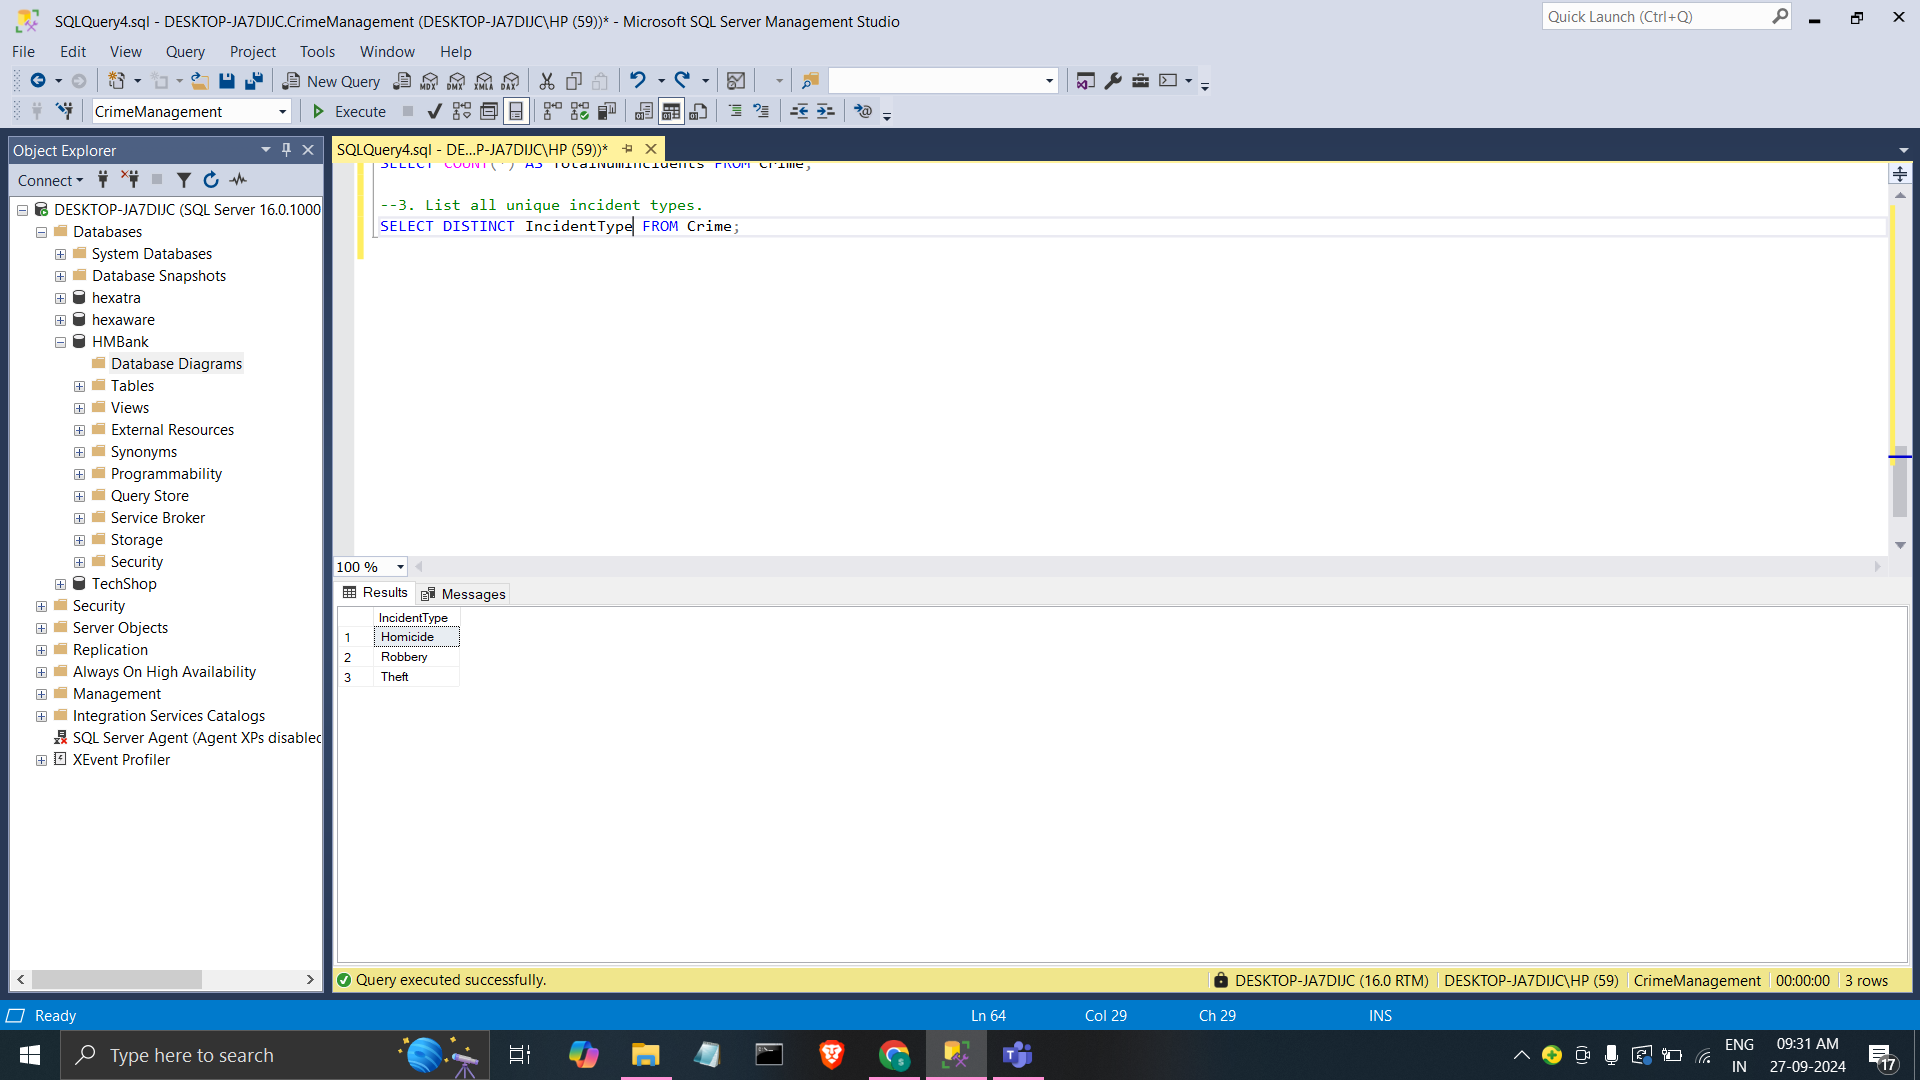 SQLQuery4.sql - DESKTOP-JA7DIJC.CrimeManagement (DESKTOP-JA7DIJC\HP (59))* - Microsoft SQL Server Management Studio
Quick Launch (Ctrl+Q)
File Edit View Query Project Tools Window Help
New Query MDX DMX XMLA DAX
CrimeManagement Execute
Object Explorer
Connect
DESKTOP-JA7DIJC (SQL Server 16.0.1000
Databases
System Databases
Database Snapshots
hexatra
hexaware
HMBank
Database Diagrams
Tables
Views
External Resources
Synonyms
Programmability
Query Store
Service Broker
Storage
Security
TechShop
Security
Server Objects
Replication
Always On High Availability
Management
Integration Services Catalogs
SQL Server Agent (Agent XPs disabled
XEvent Profiler
SQLQuery4.sql - DE...P-JA7DIJC\HP (59))*
SELECT COUNT(*) AS TotalNumIncidents FROM Crime;
--3. List all unique incident types.
SELECT DISTINCT IncidentType FROM Crime;
100 %
Results Messages
IncidentType
1 Homicide
2 Robbery
3 Theft
Query executed successfully.
DESKTOP-JA7DIJC (16.0 RTM) DESKTOP-JA7DIJC\HP (59) CrimeManagement 00:00:00 3 rows
Ready Ln 64 Col 29 Ch 29 INS
Type here to search
ENG
IN
09:31 AM
27-09-2024
17